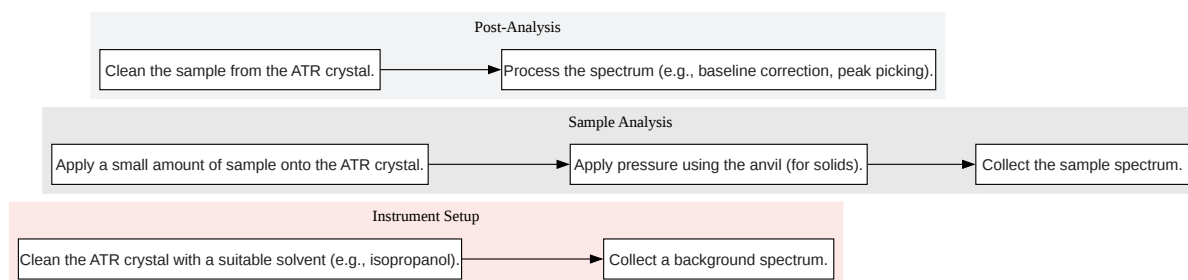 Post-Analysis
Clean the sample from the ATR crystal.
Process the spectrum (e.g., baseline correction, peak picking).
Sample Analysis
Apply a small amount of sample onto the ATR crystal.
Apply pressure using the anvil (for solids).
Collect the sample spectrum.
Instrument Setup
Clean the ATR crystal with a suitable solvent (e.g., isopropanol).
Collect a background spectrum.